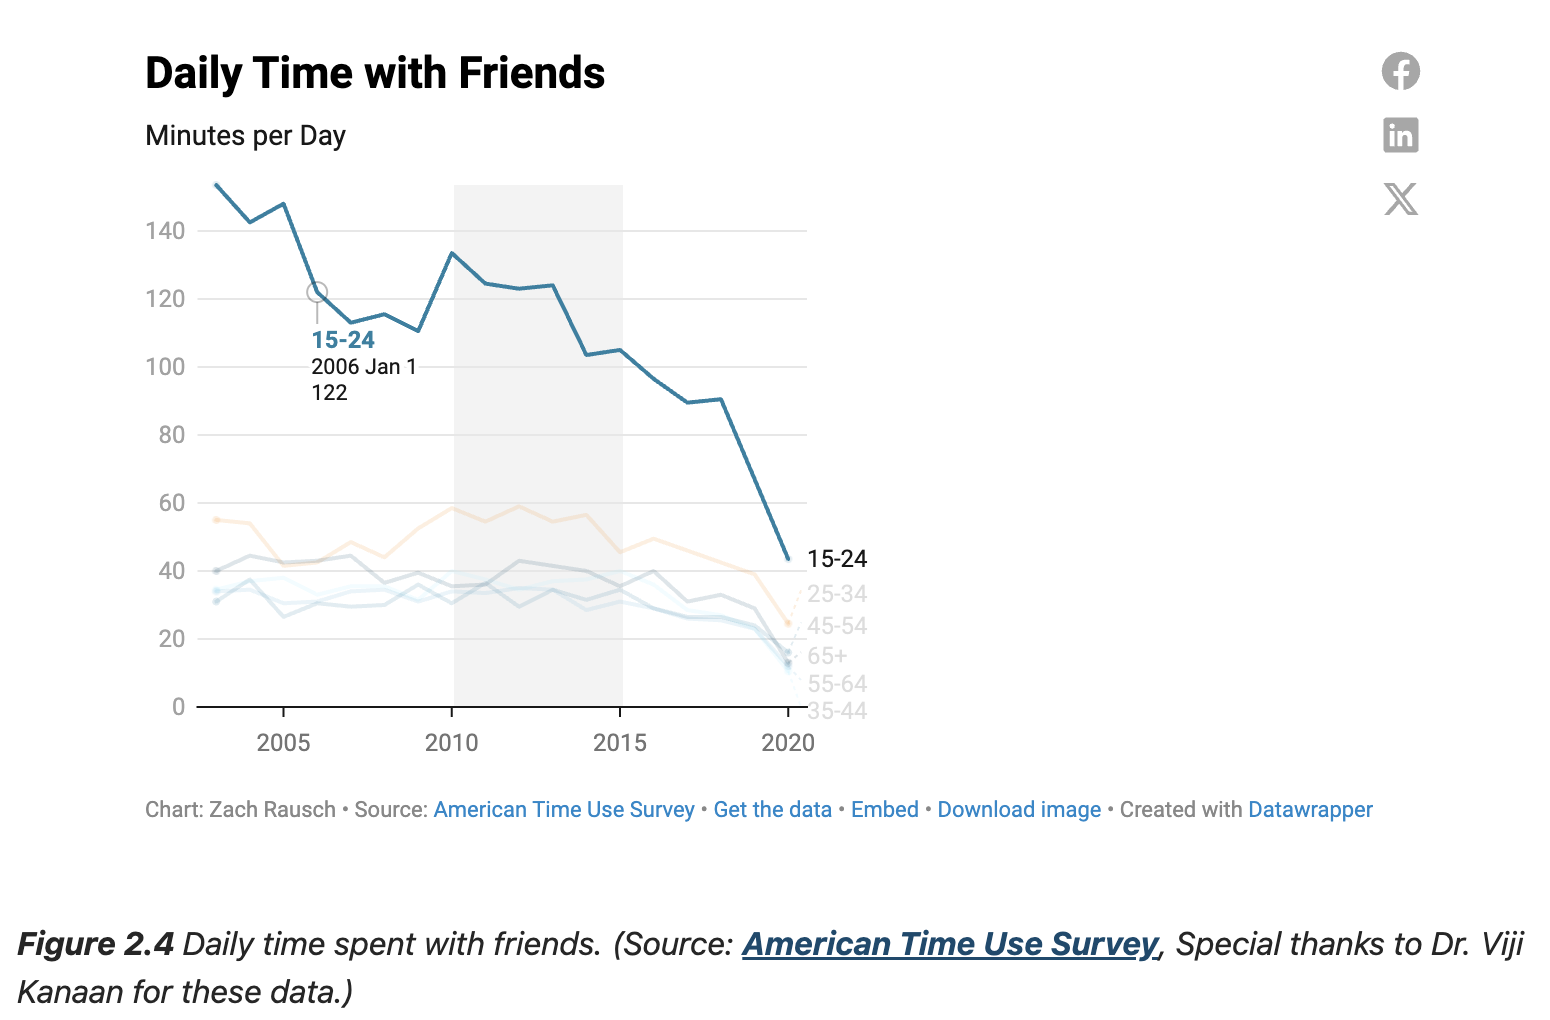 Daily Time with Friends
Minutes per Day
140
120
100
80
60
40
20
0
15-24
2006 Jan 1
122
15-24
25-34
45-54
65+
55-64
35-44
2005 2010 2015 2020
Chart: Zach Rausch • Source: American Time Use Survey • Get the data • Embed • Download image • Created with Datawrapper
Figure 2.4 Daily time spent with friends. (Source: American Time Use Survey, Special thanks to Dr. Viji
Kanaan for these data.)